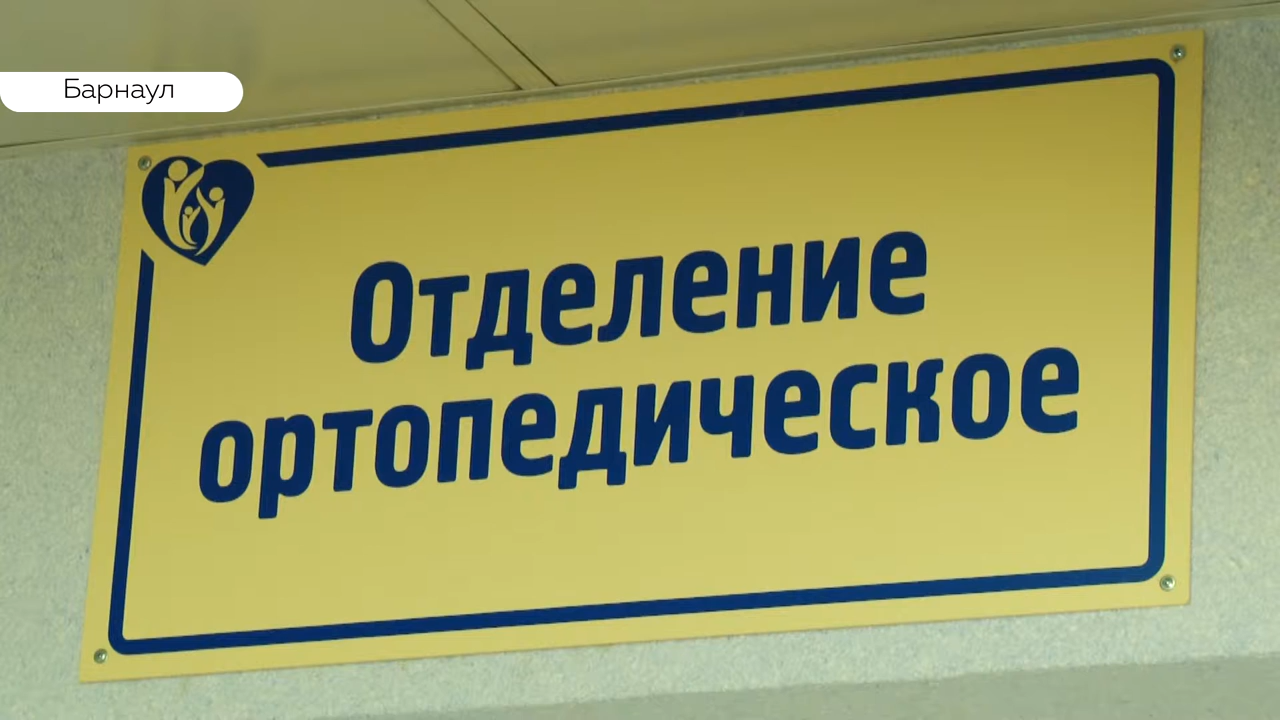 Барнаул
Отделение
ортопедическое